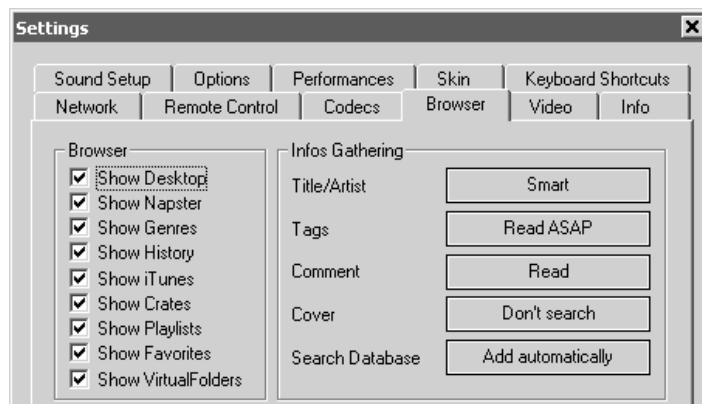 Settings
Sound Setup Options Performances Skin Keyboard Shortcuts
Network Remote Control Codecs Browser Video Info
Browser
Show Desktop
Show Napster
Show Genres
Show History
Show iTunes
Show Crates
Show Playlists
Show Favorites
Show VirtualFolders
Infos Gathering
Title/Artist Smart
Tags Read ASAP
Comment Read
Cover Don't search
Search Database Add automatically